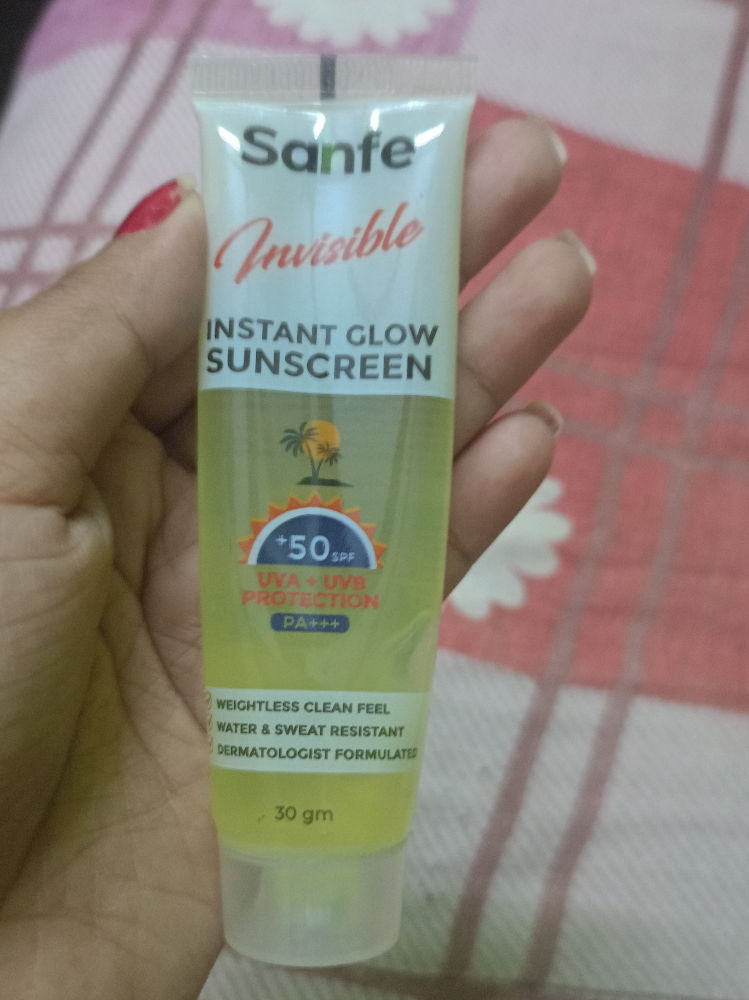 Sanfe
Invisible
INSTANT GLOW
SUNSCREEN
+50 SPF
UVA + UVB
PROTECTION
PA+++
WEIGHTLESS CLEAN FEEL
WATER & SWEAT RESISTANT
DERMATOLOGIST FORMULATED
30 gm